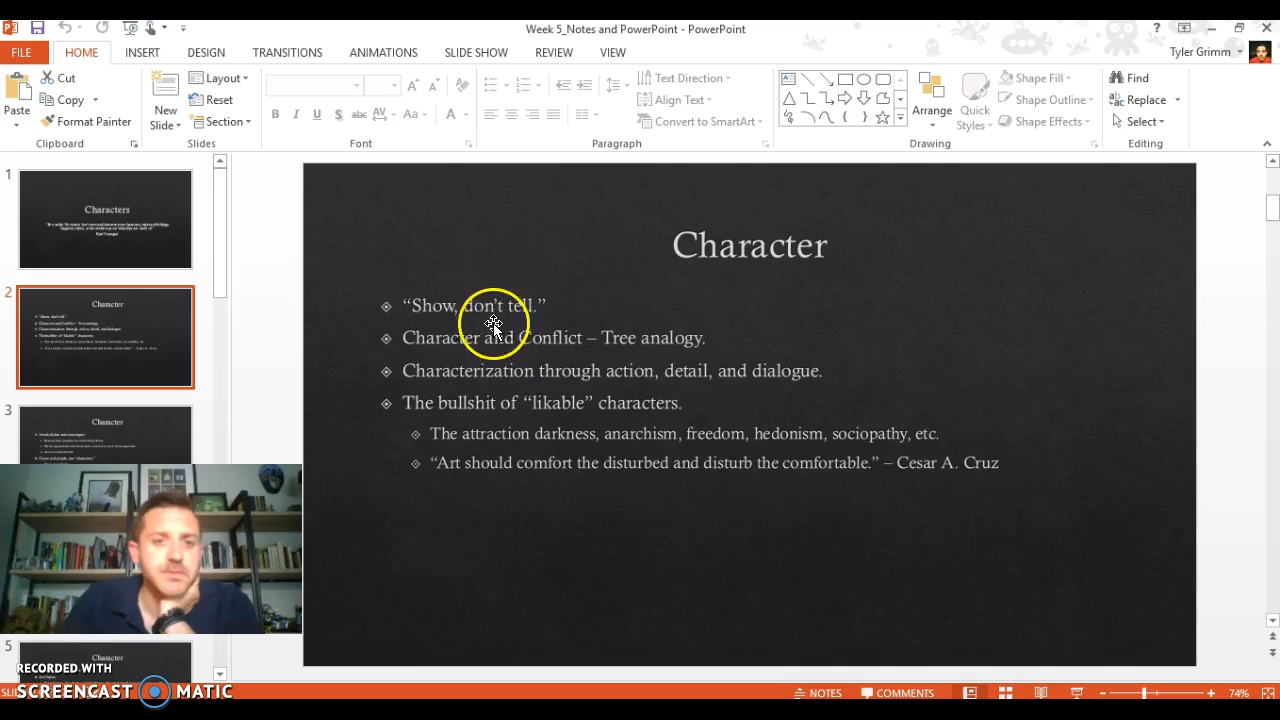 Week 5_Notes and PowerPoint - PowerPoint
FILE HOME INSERT DESIGN TRANSITIONS ANIMATIONS SLIDE SHOW REVIEW VIEW
Tyler Grimm
Paste
Cut
Copy
Format Painter
Clipboard
New Slide
Layout
Reset
Section
Slides
B I U S abc AV Aa A
Font
Text Direction
Align Text
Convert to SmartArt
Paragraph
Arrange
Quick Styles
Shape Fill
Shape Outline
Shape Effects
Drawing
Find
Replace
Select
Editing
1
Characters
2
Character
3
Character
5
Character
Character
“Show, don’t tell.”
Character and Conflict – Tree analogy.
Characterization through action, detail, and dialogue.
The bullshit of “likable” characters.
The attraction darkness, anarchism, freedom, hedonism, sociopathy, etc.
“Art should comfort the disturbed and disturb the comfortable.” – Cesar A. Cruz
RECORDED WITH
SCREENCAST MATIC
NOTES
COMMENTS
74%